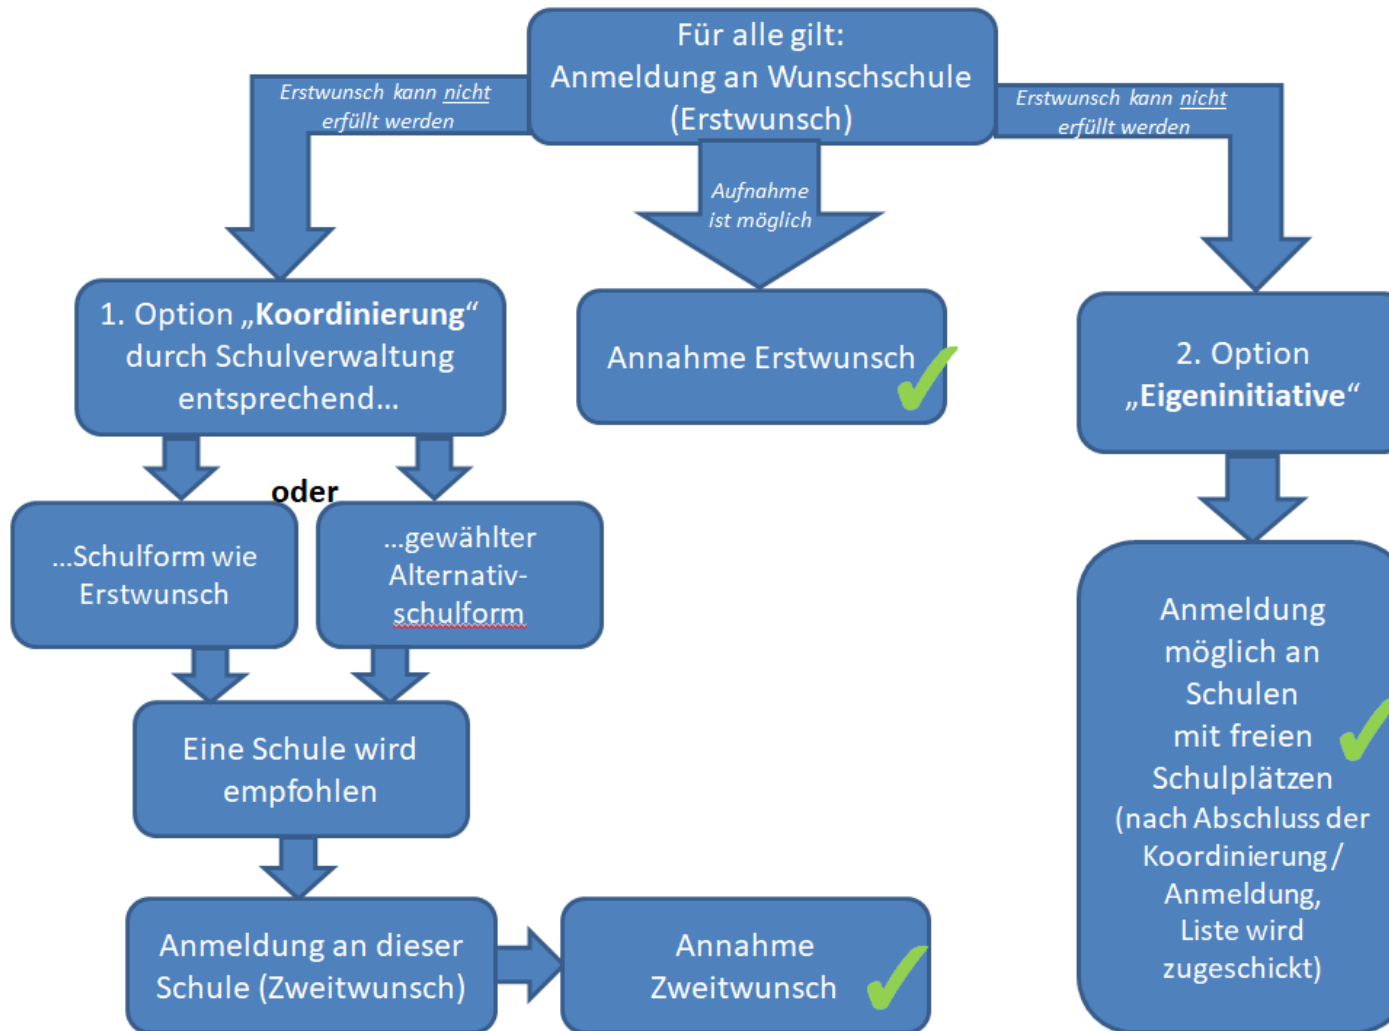 Für alle gilt:
Anmeldung an Wunschschule
(Erstwunsch)
Erstwunsch kann nicht
erfüllt werden
Aufnahme
ist möglich
Erstwunsch kann nicht
erfüllt werden
1. Option „Koordinierung“
durch Schulverwaltung
entsprechend...
Annahme Erstwunsch
2. Option
„Eigeninitiative“
oder
...Schulform wie
Erstwunsch
...gewählter
Alternativ-
schulform
Eine Schule wird
empfohlen
Anmeldung an dieser
Schule (Zweitwunsch)
Annahme
Zweitwunsch
Anmeldung
möglich an
Schulen
mit freien
Schulplätzen
(nach Abschluss der
Koordinierung /
Anmeldung,
Liste wird
zugeschickt)